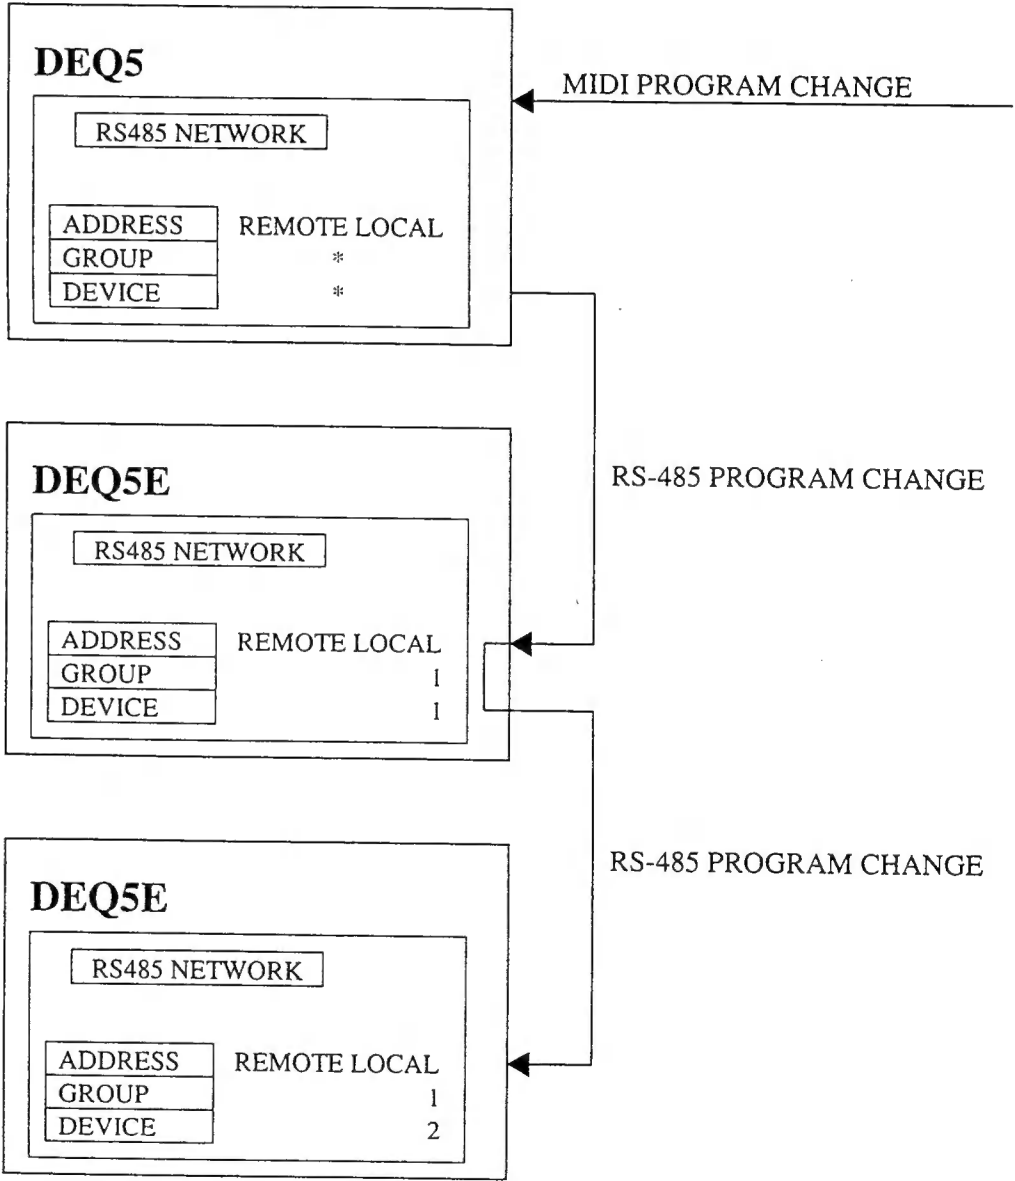 DEQ5
MIDI PROGRAM CHANGE
RS485 NETWORK
ADDRESS REMOTE LOCAL
GROUP *
DEVICE *
DEQ5E
RS-485 PROGRAM CHANGE
RS485 NETWORK
ADDRESS REMOTE LOCAL
GROUP 1
DEVICE 1
RS-485 PROGRAM CHANGE
DEQ5E
RS485 NETWORK
ADDRESS REMOTE LOCAL
GROUP 1
DEVICE 2